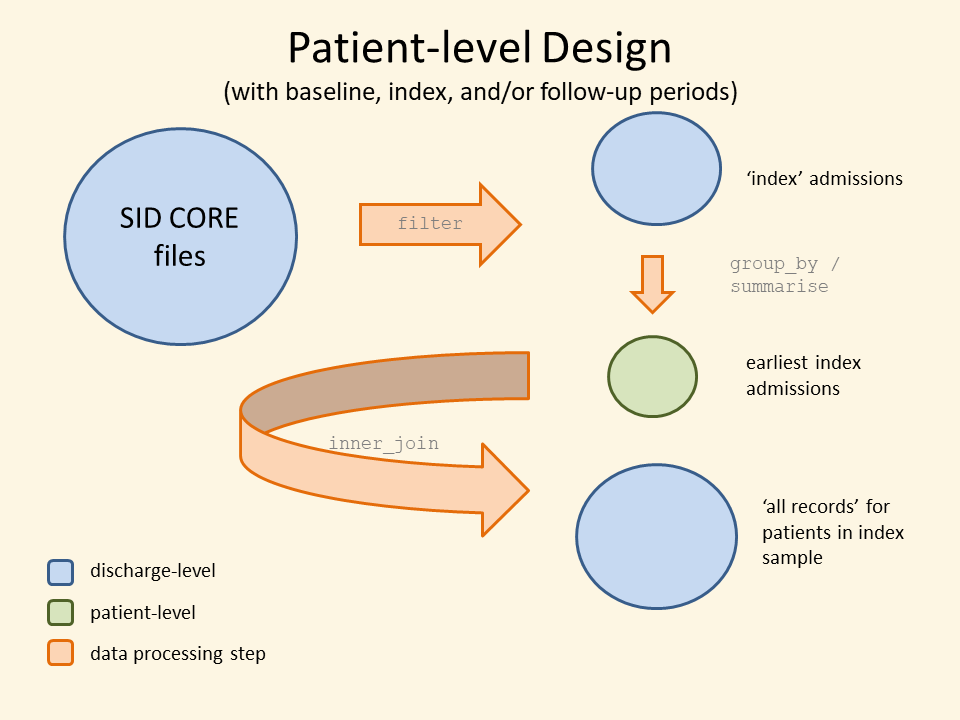 Patient-level Design
(with baseline, index, and/or follow-up periods)
SID CORE
files
filter
‘index’ admissions
group_by /
summarise
earliest index
admissions
inner_join
‘all records’ for
patients in index
sample
discharge-level
patient-level
data processing step